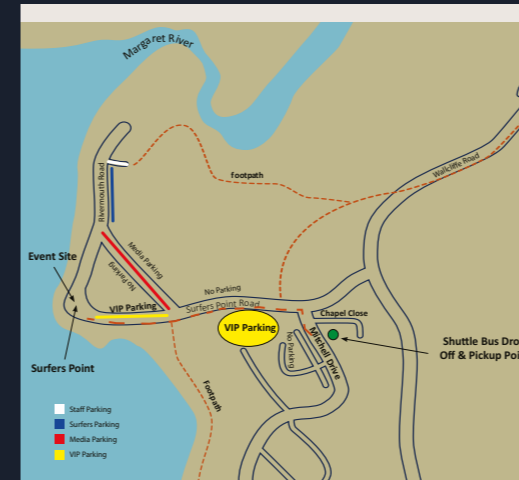 Margaret River
Wallcliffe Road
Footpath
Rivermouth Road
Media Parking
No Parking
Event Site
No Parking
VIP Parking
Surfers Point Road
VIP Parking
Chapel Close
Mitchell Drive
No Parking
Shuttle Bus Dro
Off & Pickup Poi
Surfers Point
Footpath
Staff Parking
Surfers Parking
Media Parking
VIP Parking